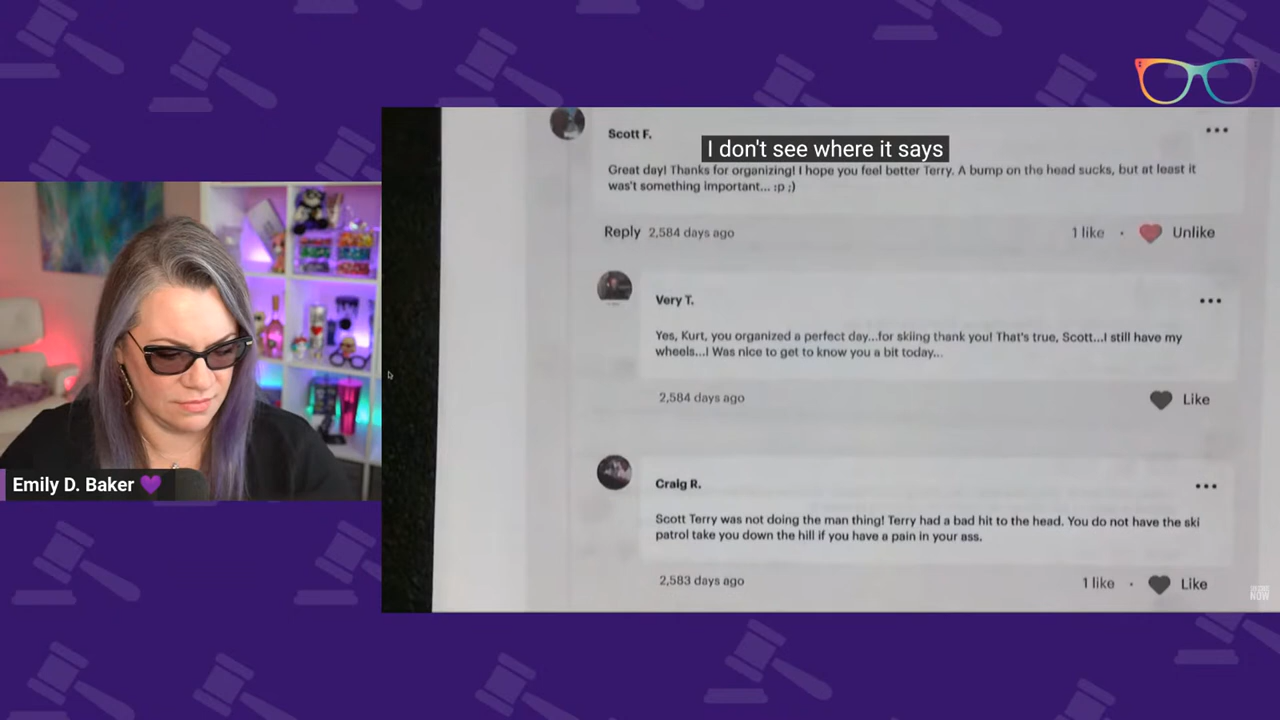 Scott F.
I don't see where it says
Great day! Thanks for organizing! I hope you feel better Terry. A bump on the head sucks, but at least it
was't something important... :p ;)
Reply 2,584 days ago
1 like · Unlike
Very T.
Yes, Kurt, you organized a perfect day...for skiing thank you! That's true, Scott...I still have my
wheels...I Was nice to get to know you a bit today...
2,584 days ago
Like
Craig R.
Scott Terry was not doing the man thing! Terry had a bad hit to the head. You do not have the ski
patrol take you down the hill if you have a pain in your ass.
2,583 days ago
1 like · Like
Emily D. Baker
NOW